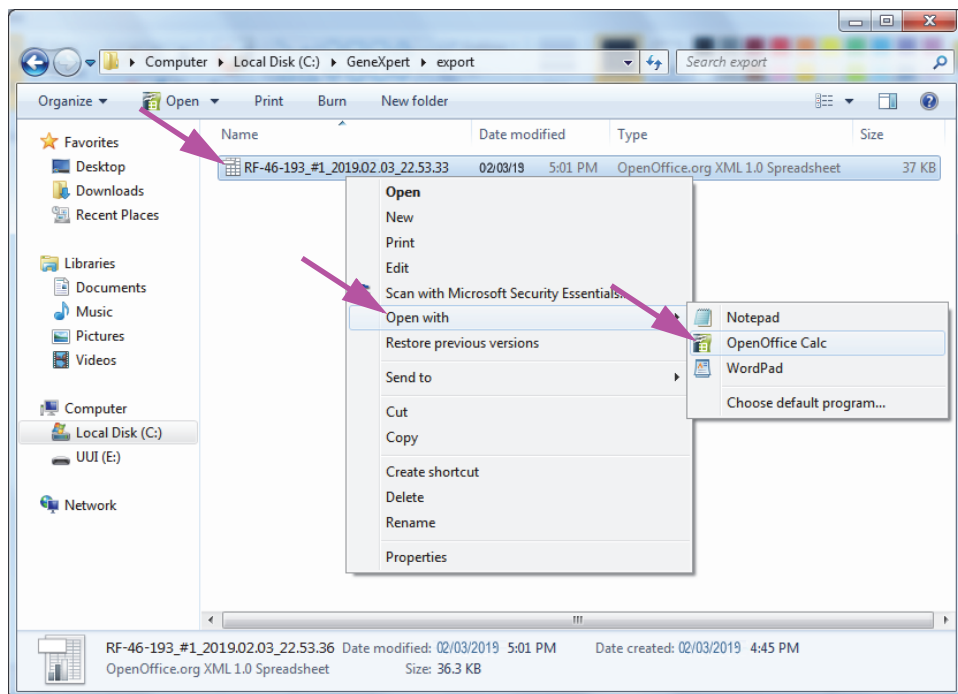 Computer Local Disk (C:) GeneXpert export
Search export
Organize Open Print Burn New folder
Favorites
Desktop
Downloads
Recent Places
Libraries
Documents
Music
Pictures
Videos
Computer
Local Disk (C:)
UUI (E:)
Network
Name Date modified Type Size
RF-46-193_#1_2019.02.03_22.53.33 02/03/19 5:01 PM OpenOffice.org XML 1.0 Spreadsheet 37 KB
Open
New
Print
Edit
Scan with Microsoft Security Essentials...
Open with
Restore previous versions
Send to
Cut
Copy
Create shortcut
Delete
Rename
Properties
Notepad
OpenOffice Calc
WordPad
Choose default program...
RF-46-193_#1_2019.02.03_22.53.36 Date modified: 02/03/2019 5:01 PM Date created: 02/03/2019 4:45 PM
OpenOffice.org XML 1.0 Spreadsheet Size: 36.3 KB